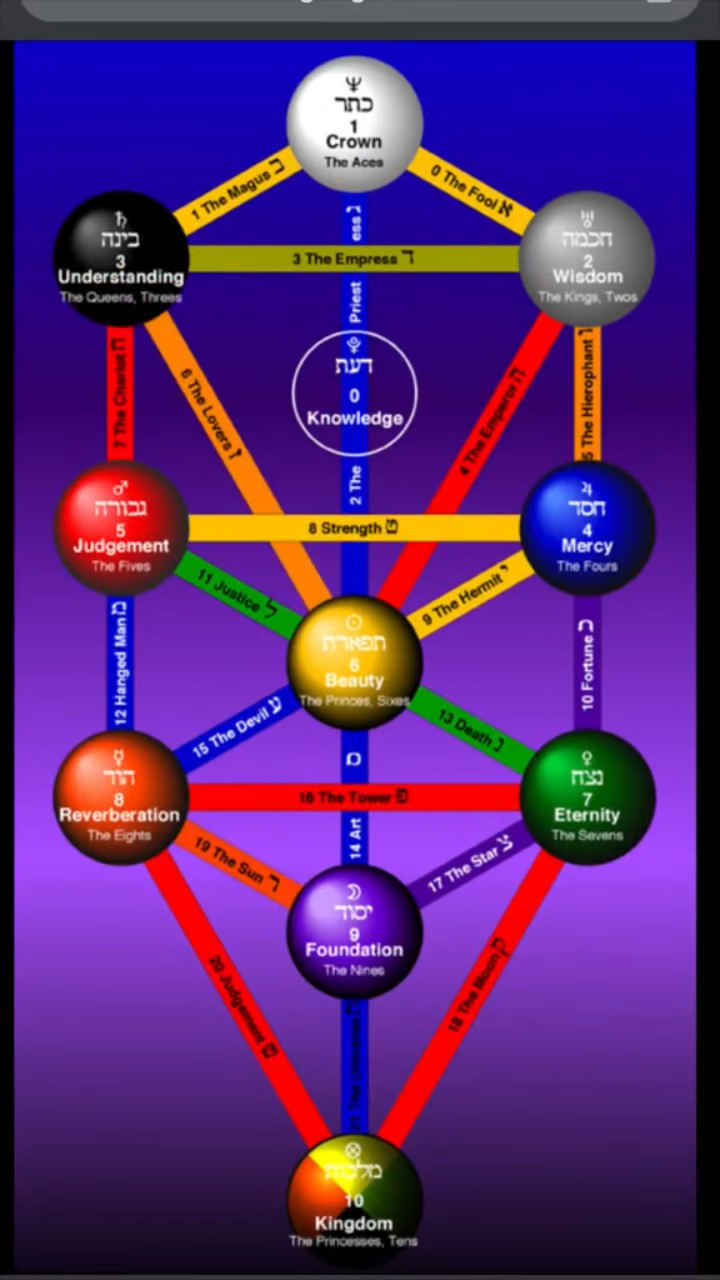 ♆
כתר
1
Crown
The Aces
1 The Magus כ
0 The Fool א
♄
בינה
3
Understanding
The Queens, Threes
3 The Empress ד
♅
חכמה
2
Wisdom
The Kings, Twos
2 The Priest ess ג
דעת
0
Knowledge
7 The Chariot ח
6 The Lovers ז
4 The Emperor ה
5 The Hierophant ו
♂
גבורה
5
Judgement
The Fives
8 Strength ט
♃
חסד
4
Mercy
The Fours
11 Justice ל
9 The Hermit י
12 Hanged Man מ
☉
תפארת
6
Beauty
The Princes, Sixes
10 Fortune כ
15 The Devil ע
13 Death נ
☿
הוד
8
Reverberation
The Eights
16 The Tower פ
♀
נצח
7
Eternity
The Sevens
14 Art ס
19 The Sun ר
17 The Star צ
☽
יסוד
9
Foundation
The Nines
20 Judgement
18 The Moon ק
21 The Universe ת
⊗
מלכות
10
Kingdom
The Princesses, Tens